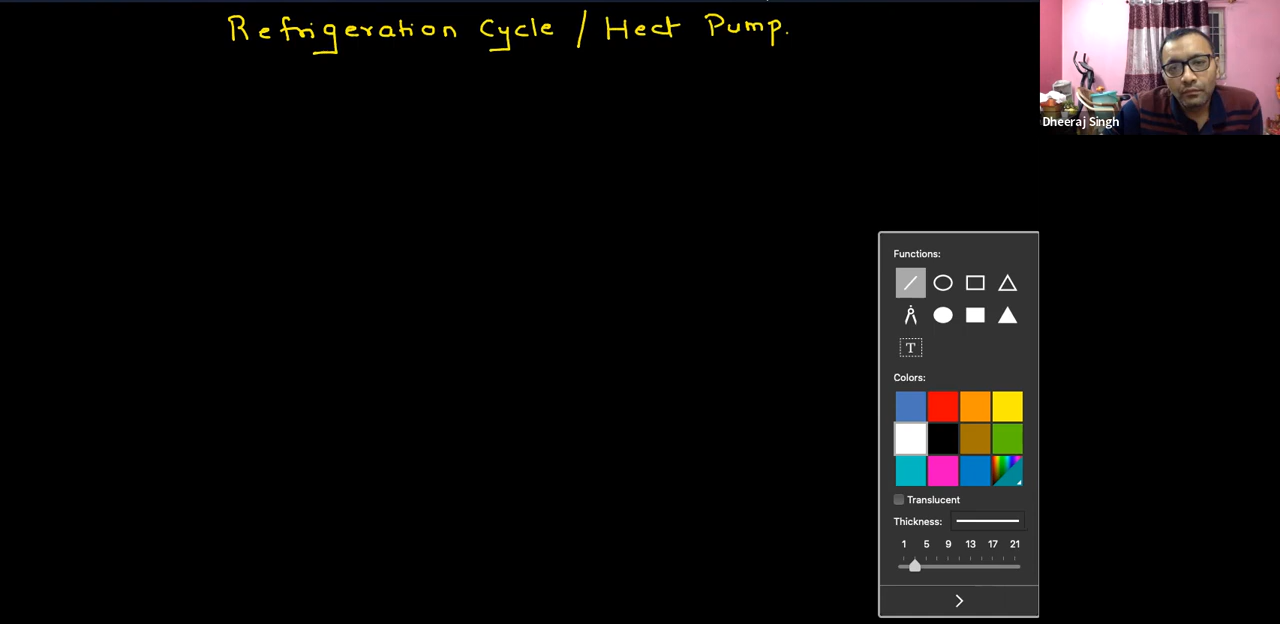 Refrigeration Cycle / Heat Pump.
Dheeraj Singh
Functions:
T
Colors:
Translucent
Thickness:
1 5 9 13 17 21